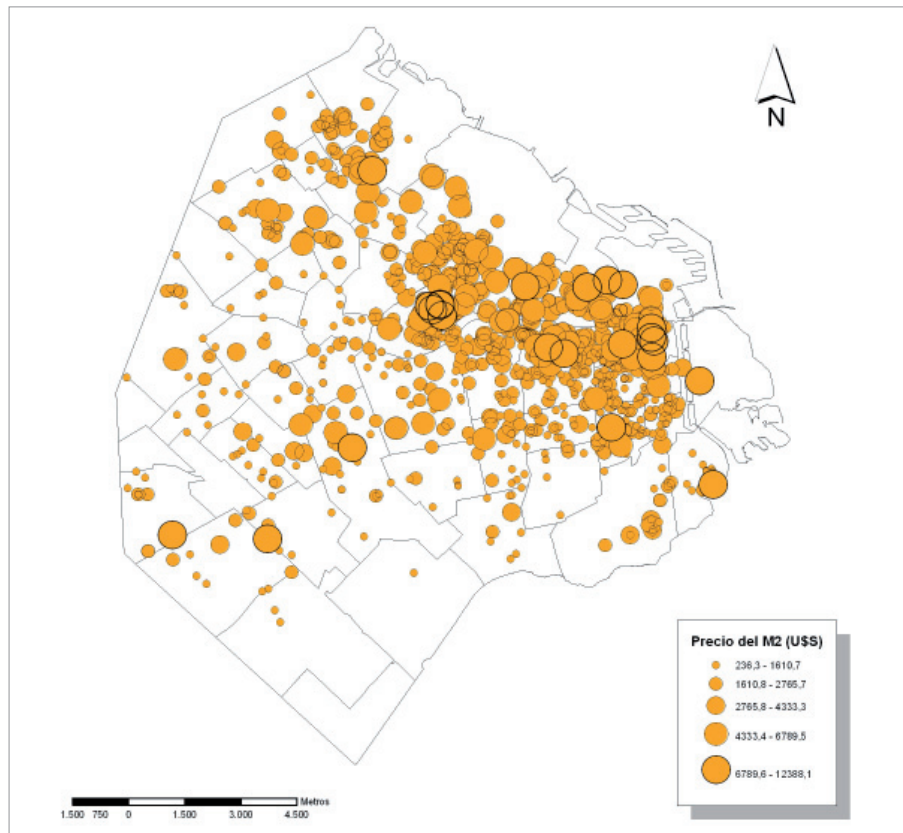 N
Precio del M2 (U$S)
236,3 - 1610,7
1610,8 - 2765,7
2765,8 - 4333,3
4333,4 - 6789,5
6789,6 - 12388,1
Metros
1.500 750 0 1.500 3.000 4.500